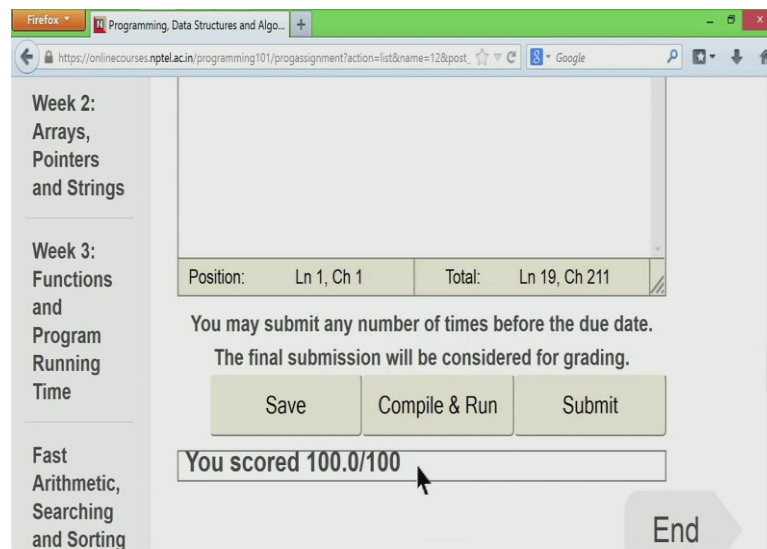 Firefox
Programming, Data Structures and Algo...
https://onlinecourses.nptel.ac.in/programming101/progassignment?action=list&name=12&post_
Google
Week 2:
Arrays,
Pointers
and Strings
Week 3:
Functions
and
Program
Running
Time
Fast
Arithmetic,
Searching
and Sorting
Position: Ln 1, Ch 1 Total: Ln 19, Ch 211
You may submit any number of times before the due date.
The final submission will be considered for grading.
Save Compile & Run Submit
You scored 100.0/100
End